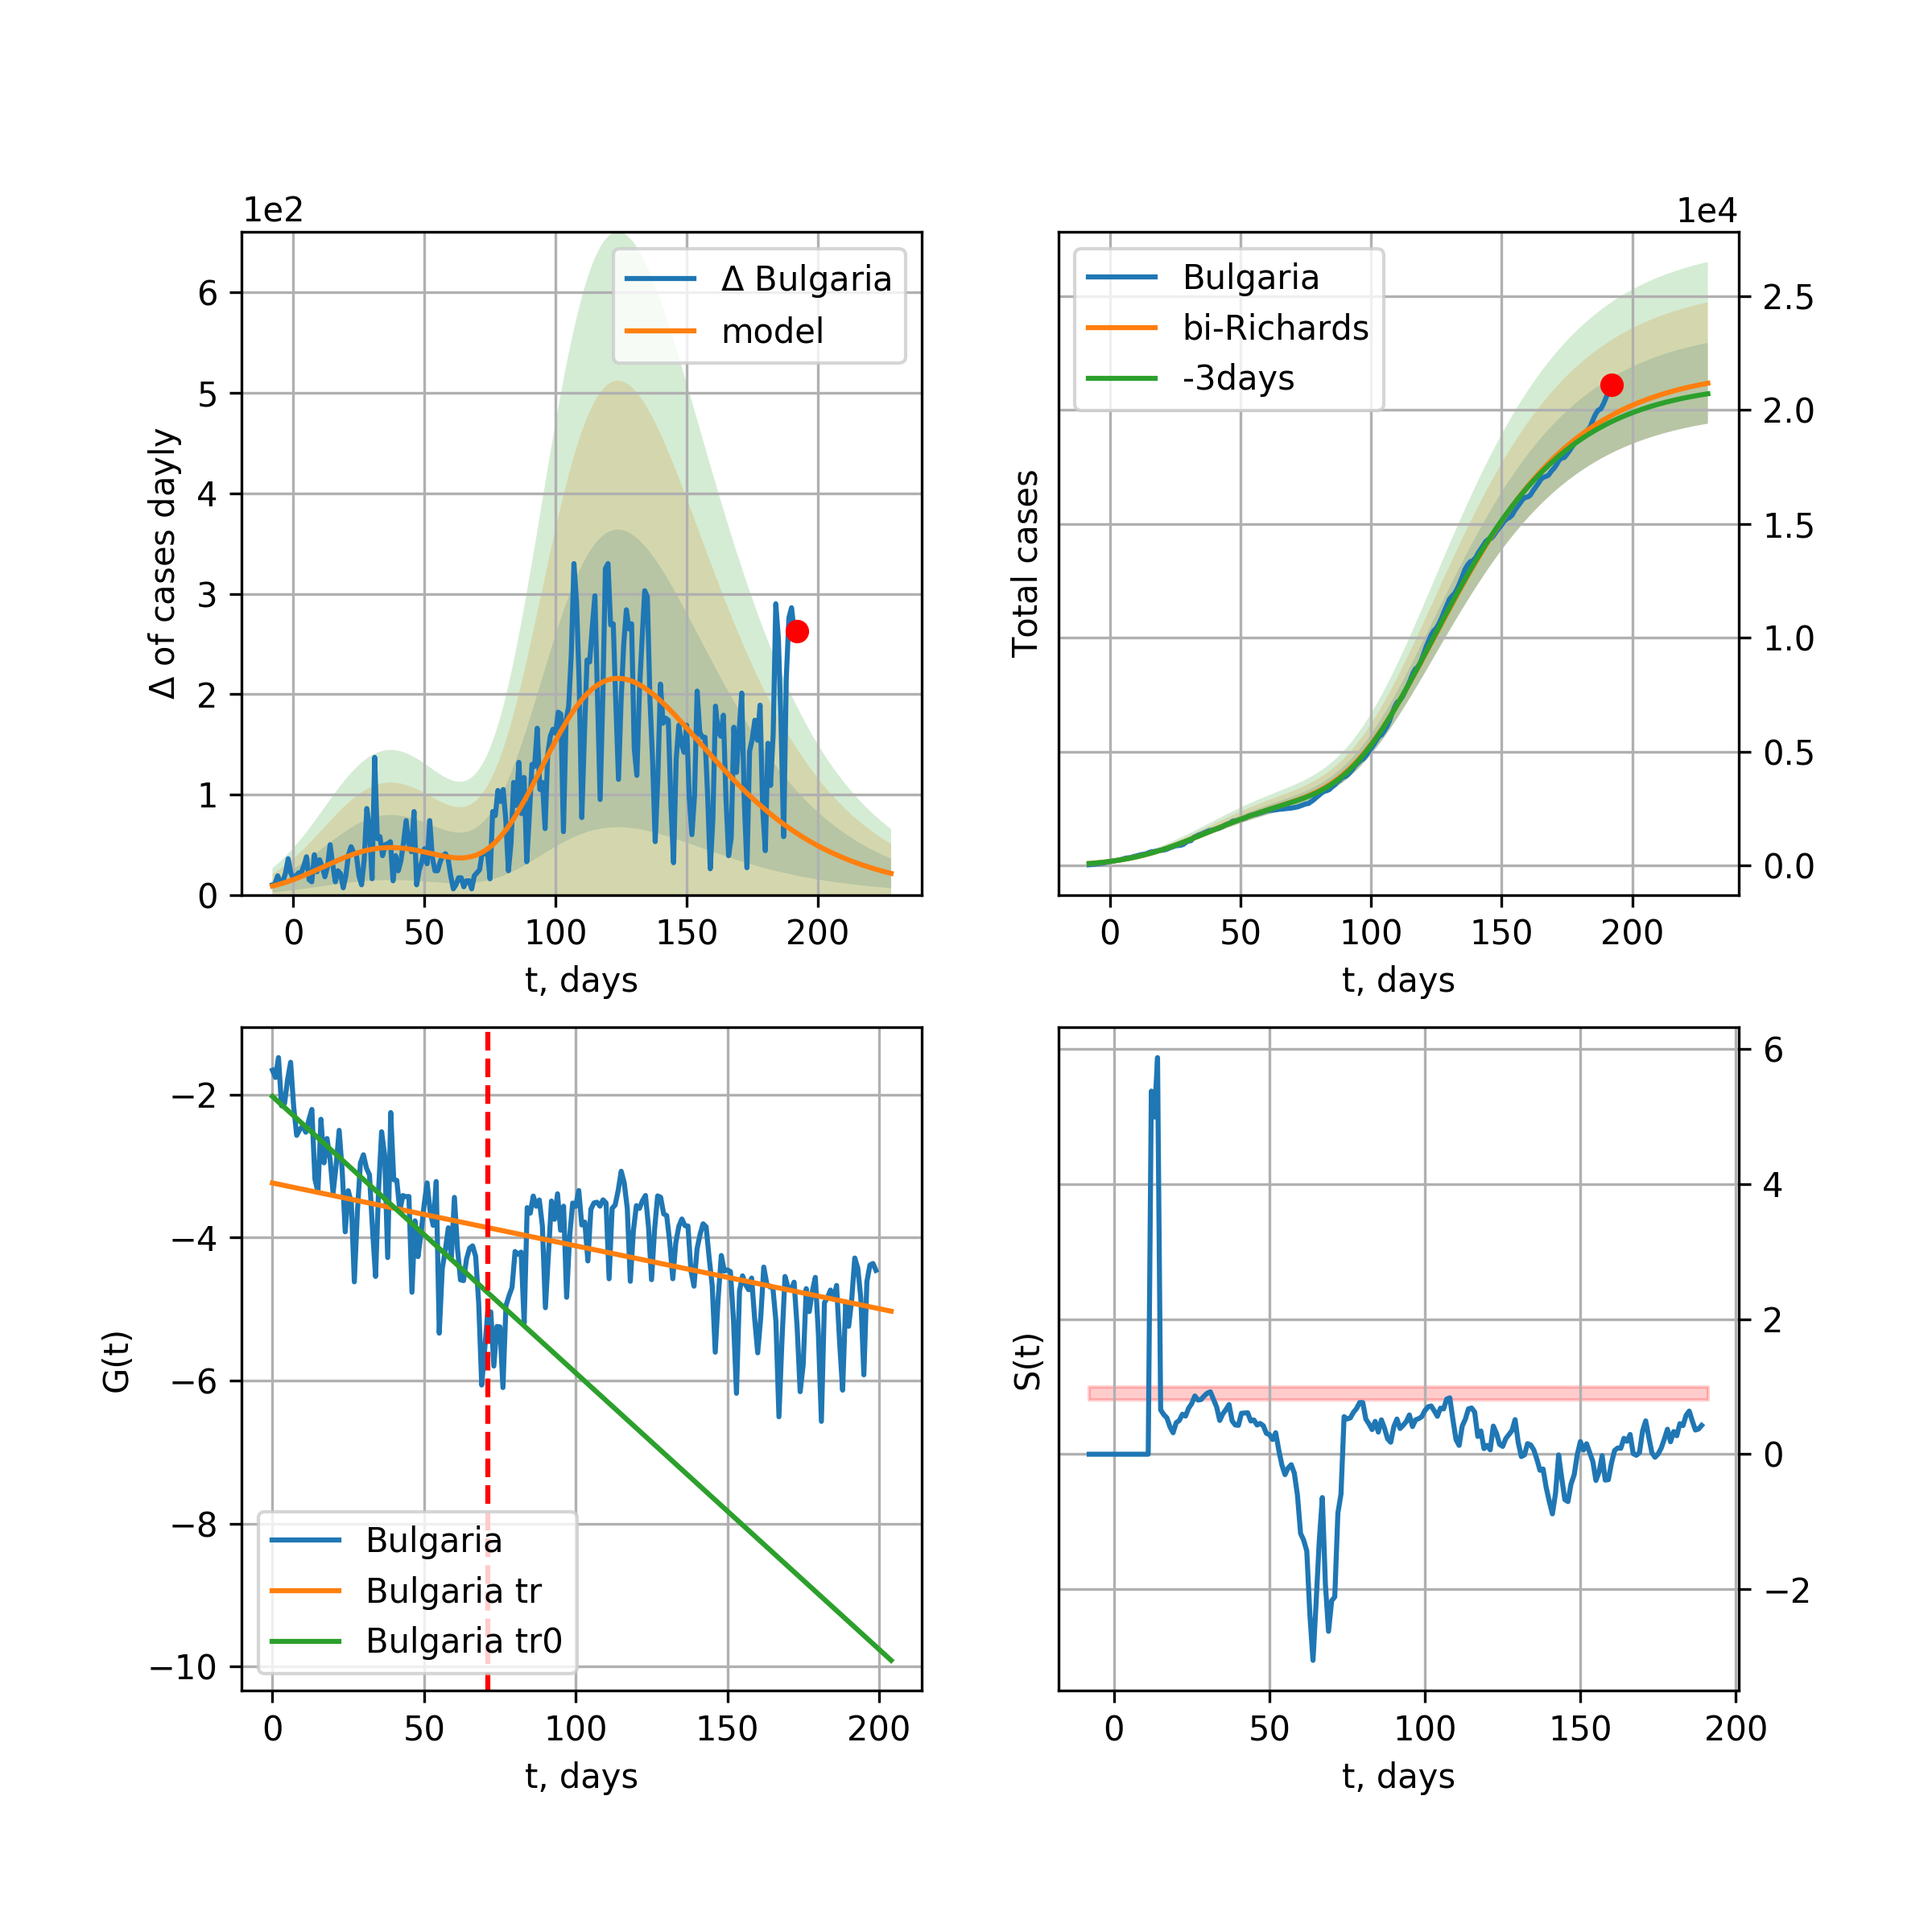 1e2
Δ of cases dayly
6
5
4
3
2
1
0
Δ Bulgaria
model
0 50 100 150 200
t, days
1e4
Total cases
Bulgaria
bi-Richards
-3days
2.5
2.0
1.5
1.0
0.5
0.0
0 50 100 150 200
t, days
G(t)
−2
−4
−6
−8
−10
Bulgaria
Bulgaria tr
Bulgaria tr0
0 50 100 150 200
t, days
S(t)
6
4
2
0
−2
0 50 100 150 200
t, days